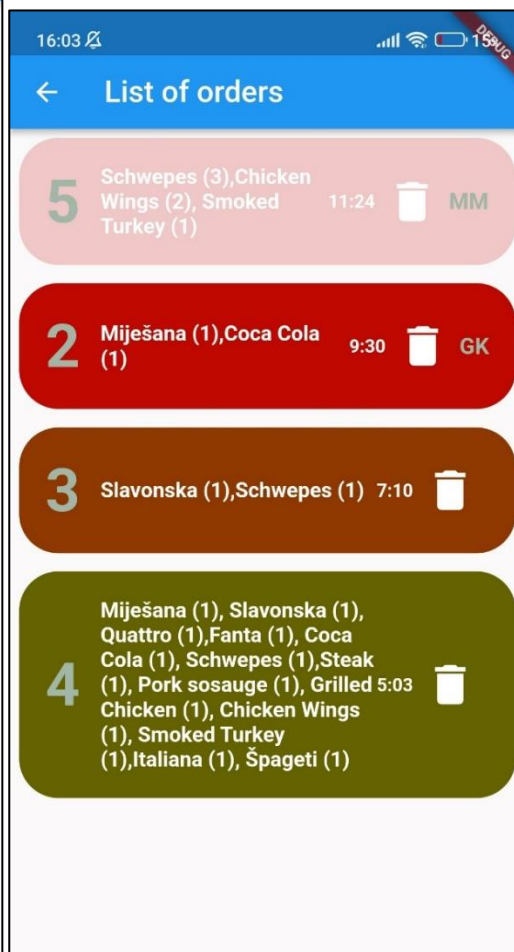 16:03
15%
DEBUG
List of orders
5
Schwepes (3),Chicken
Wings (2), Smoked
Turkey (1)
11:24
MM
2
Miješana (1),Coca Cola
(1)
9:30
GK
3
Slavonska (1),Schwepes (1)
7:10
4
Miješana (1), Slavonska (1),
Quattro (1),Fanta (1), Coca
Cola (1), Schwepes (1),Steak
(1), Pork sosauge (1), Grilled
Chicken (1), Chicken Wings
(1), Smoked Turkey
(1),Italiana (1), Špageti (1)
5:03